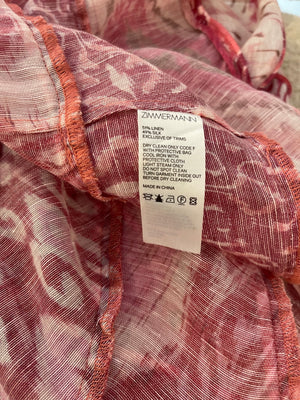 ZIMMERMANN
51% LINEN
49% SILK
EXCLUSIVE OF TRIMS
DRY CLEAN ONLY CODE F
WITH PROTECTIVE BAG
COOL IRON WITH
PROTECTIVE CLOTH
LIGHT STEAM ONLY
DO NOT SPOT CLEAN
TURN GARMENT INSIDE OUT
BEFORE DRY CLEANING
MADE IN CHINA